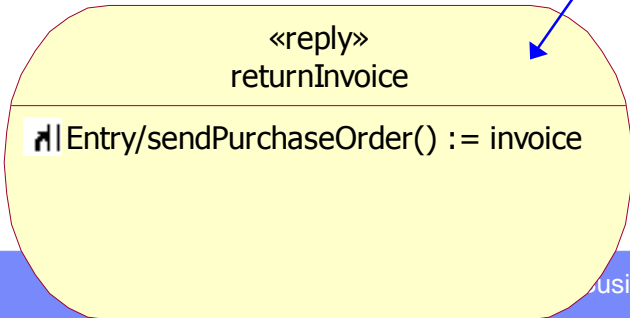 «reply»
returnInvoice
Entry/sendPurchaseOrder() := invoice